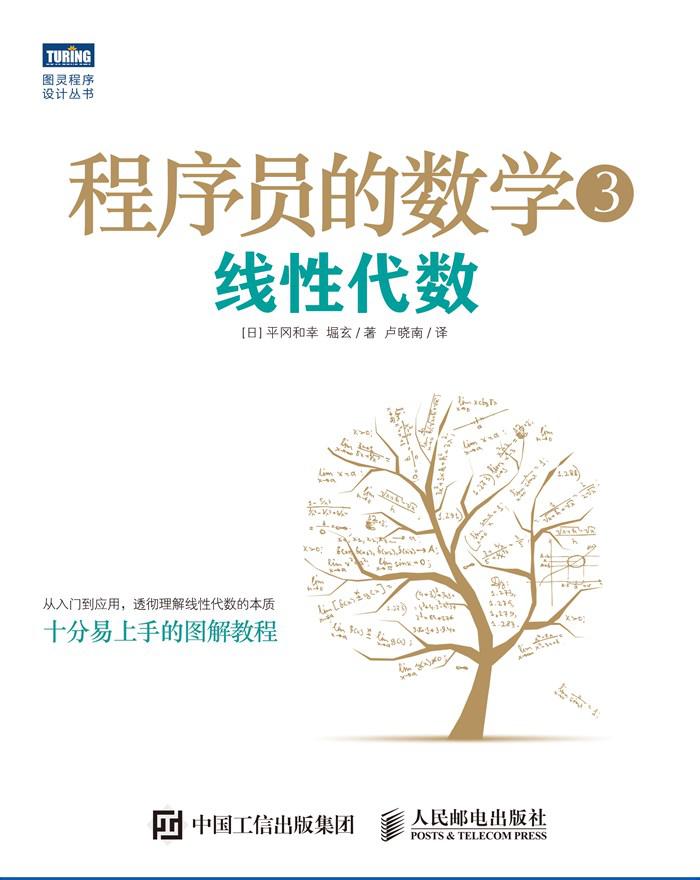 TURING
图灵程序
设计丛书
程序员的数学3
线性代数
[日] 平冈和幸 堀玄 / 著 卢晓南 / 译
从入门到应用，透彻理解线性代数的本质
十分易上手的图解教程
中国工信出版集团
人民邮电出版社
POSTS & TELECOM PRESS